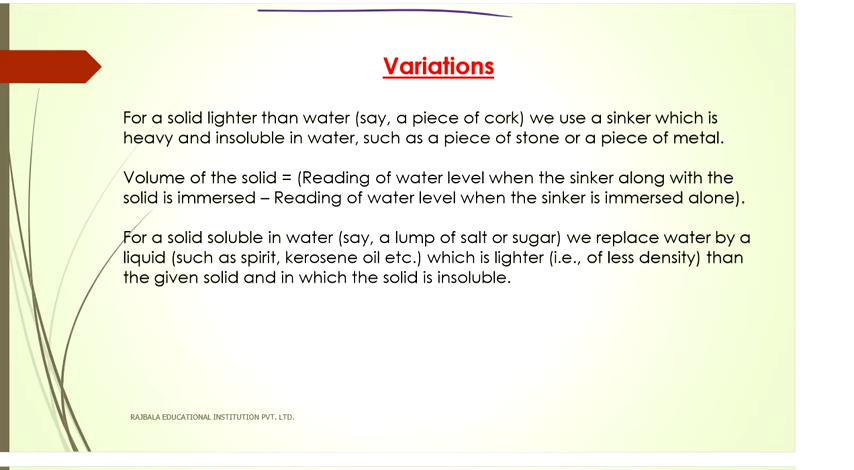 Variations
For a solid lighter than water (say, a piece of cork) we use a sinker which is
heavy and insoluble in water, such as a piece of stone or a piece of metal.
Volume of the solid = (Reading of water level when the sinker along with the
solid is immersed – Reading of water level when the sinker is immersed alone).
For a solid soluble in water (say, a lump of salt or sugar) we replace water by a
liquid (such as spirit, kerosene oil etc.) which is lighter (i.e., of less density) than
the given solid and in which the solid is insoluble.
RAJBALA EDUCATIONAL INSTITUTION PVT. LTD.